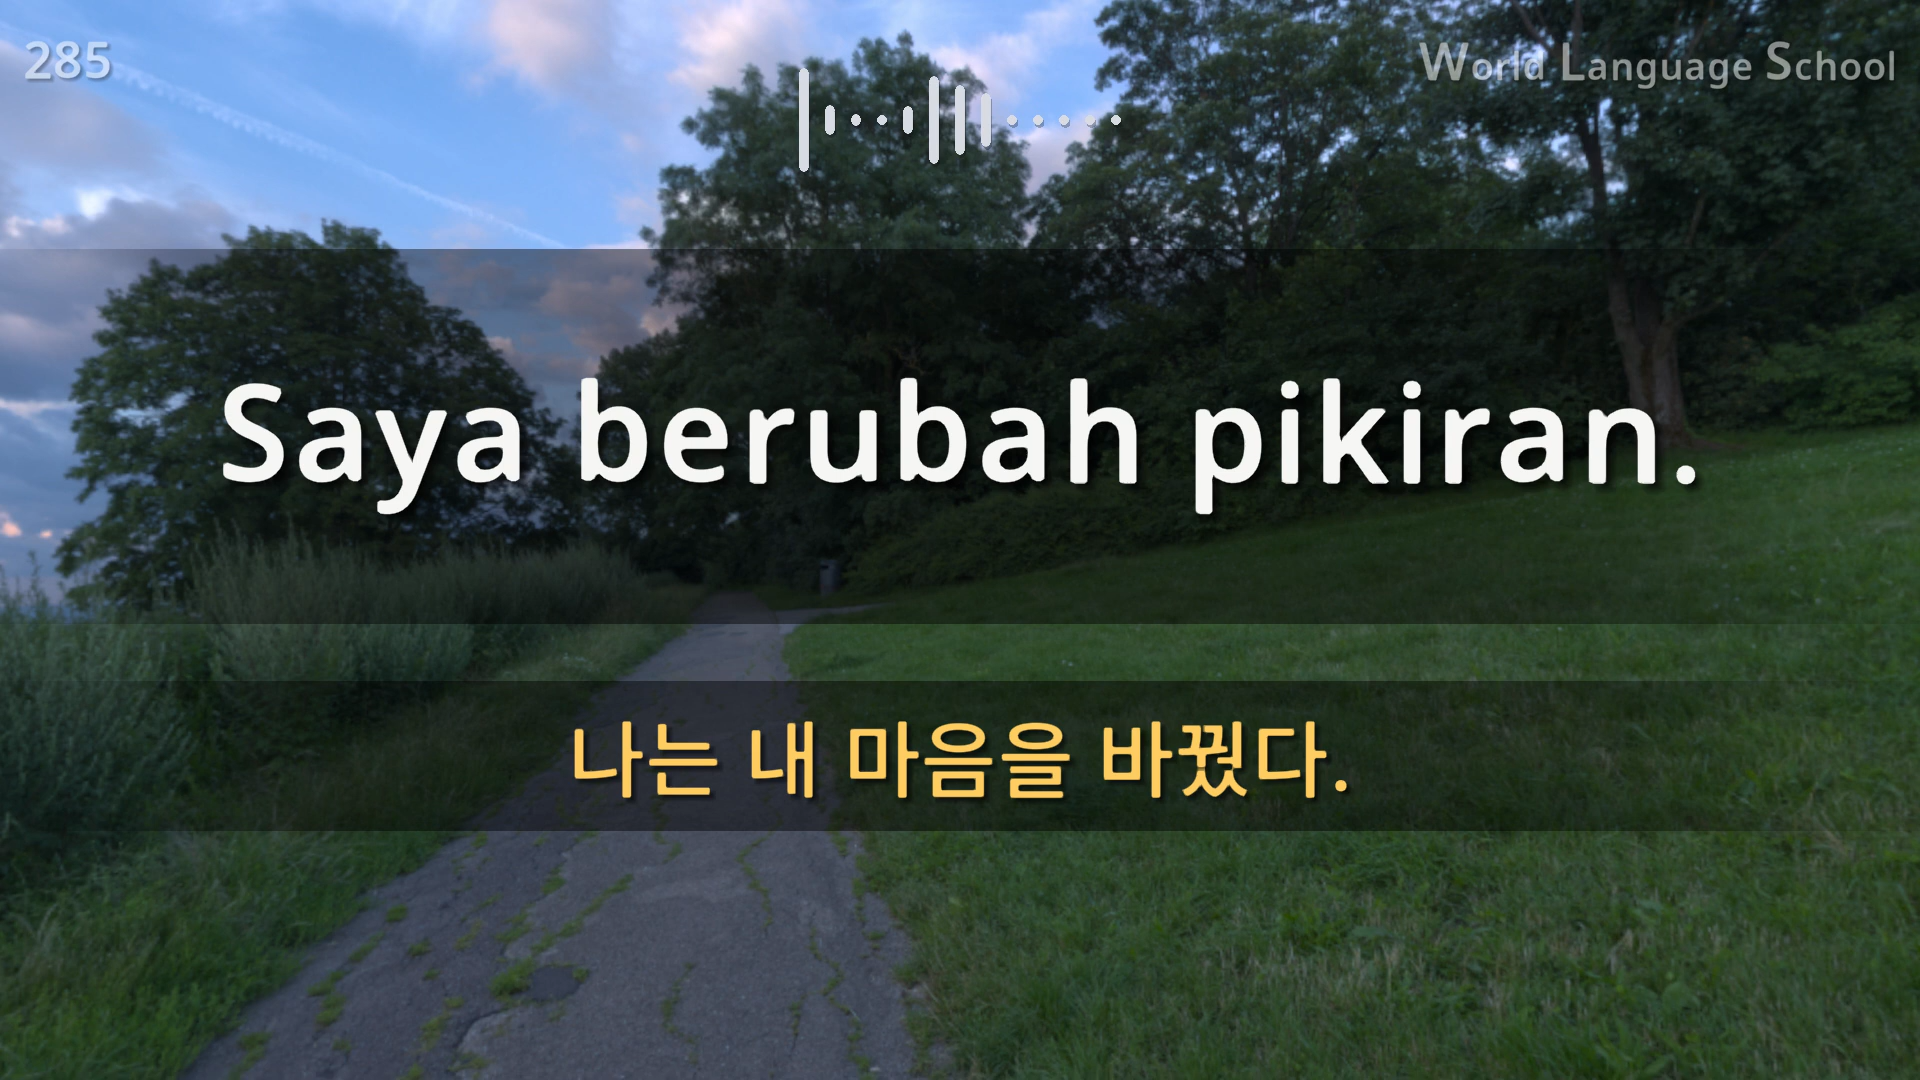 285
World Language School
Saya berubah pikiran.
나는 내 마음을 바꿨다.